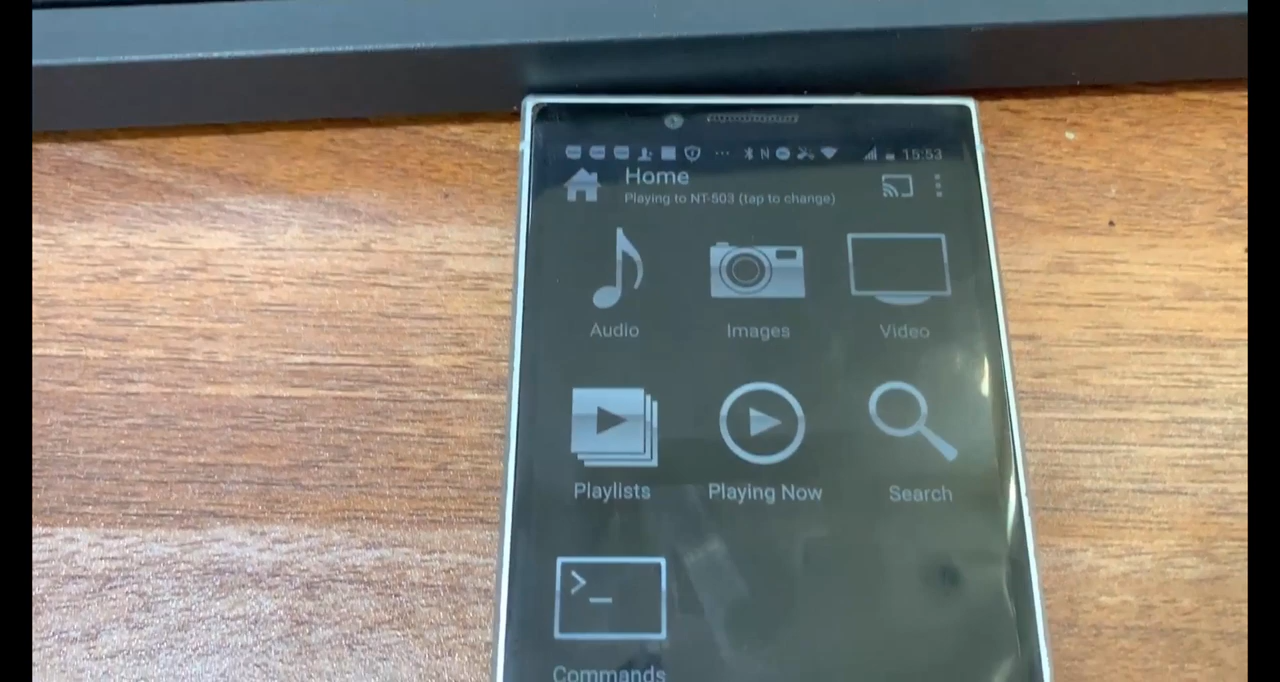 N 15:53
Home
Playing to NT-503 (tap to change)
Audio Images Video
Playlists Playing Now Search
>_
Commands